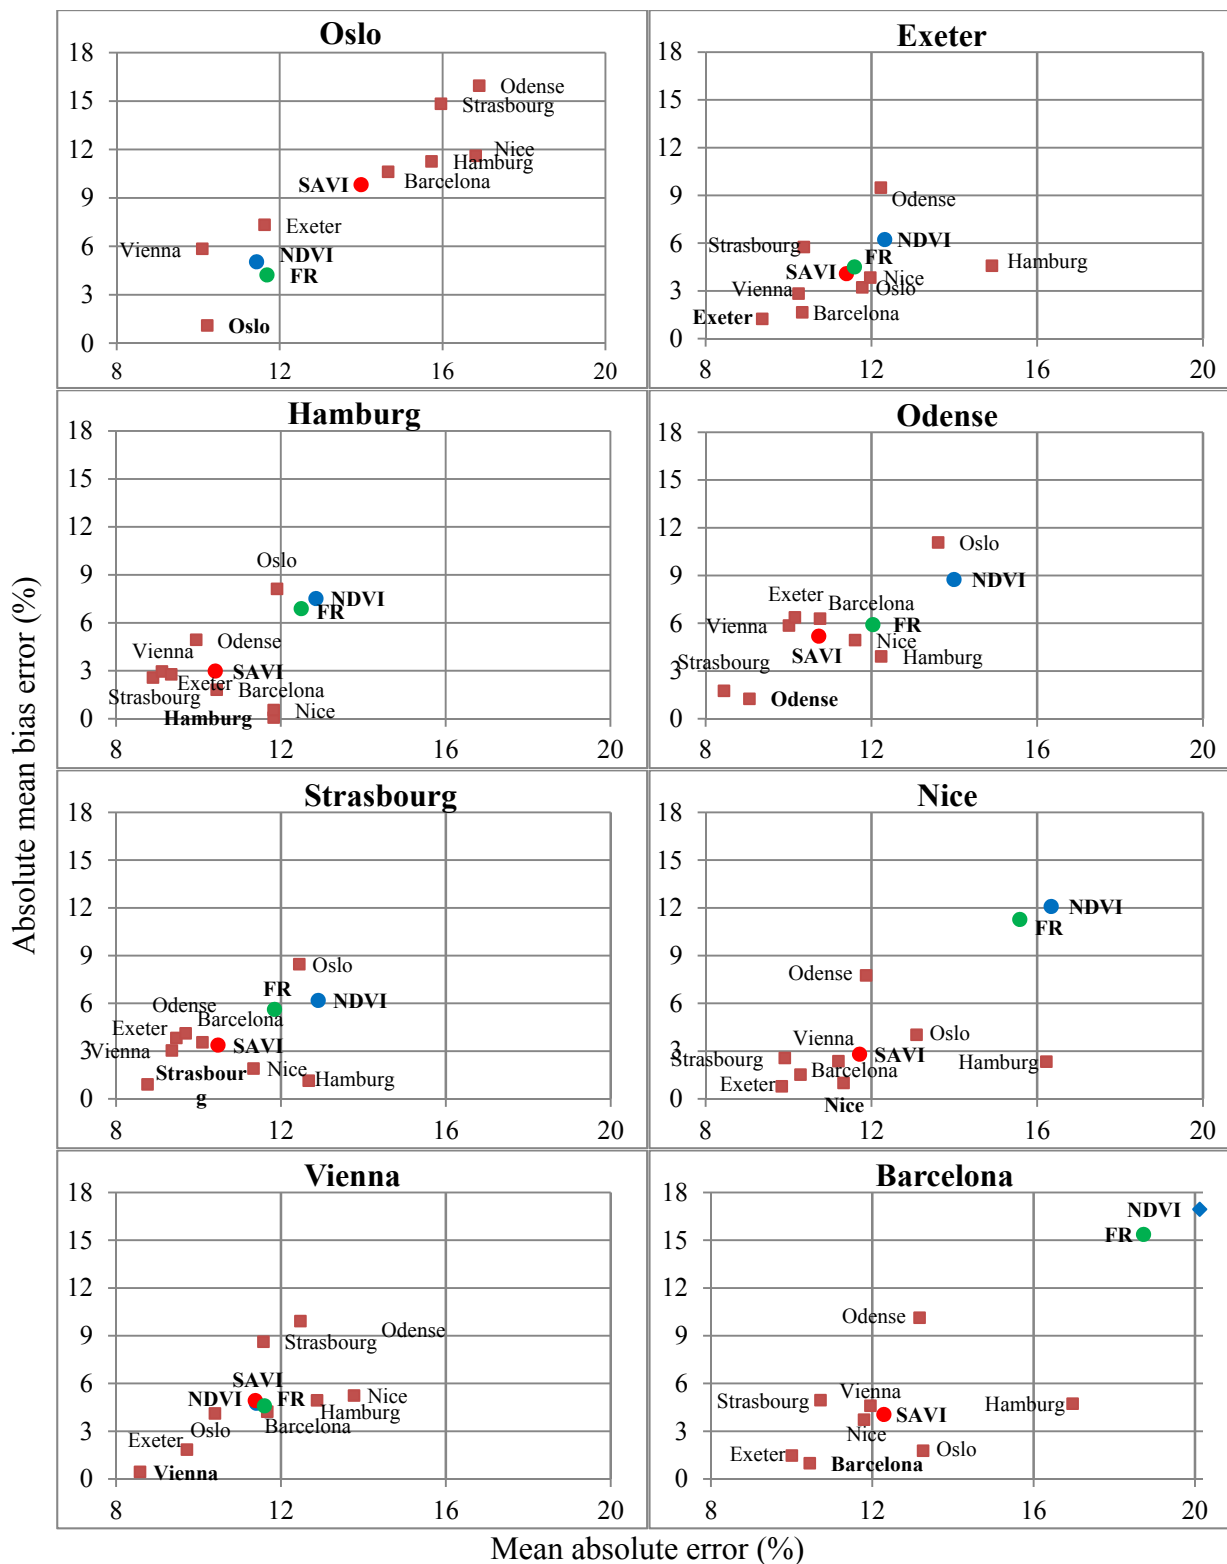 Oslo
18
15
12
9
6
3
0
8
12
16
20
Odense
Strasbourg
Nice
Hamburg
Barcelona
SAVI
Exeter
Vienna
NDVI
FR
Oslo
Exeter
18
15
12
9
6
3
0
8
12
16
20
Odense
NDVI
Strasbourg
FR
Hamburg
SAVI
Nice
Vienna
Oslo
Barcelona
Exeter
Hamburg
18
15
12
9
6
3
0
8
12
16
20
Oslo
NDVI
FR
Odense
Vienna
SAVI
Exeter
Barcelona
Strasbourg
Hamburg
Nice
Odense
18
15
12
9
6
3
0
8
12
16
20
Oslo
NDVI
Exeter
Barcelona
Vienna
FR
Nice
SAVI
Hamburg
Strasbourg
Odense
Strasbourg
18
15
12
9
6
3
0
8
12
16
20
Oslo
FR
NDVI
Odense
Exeter
Barcelona
Vienna
SAVI
Strasbour
g
Nice
Hamburg
Nice
18
15
12
9
6
3
0
8
12
16
20
NDVI
FR
Odense
Oslo
Vienna
SAVI
Strasbourg
Hamburg
Barcelona
Exeter
Nice
Vienna
18
15
12
9
6
3
0
8
12
16
20
Odense
Strasbourg
SAVI
NDVI
FR
Nice
Hamburg
Oslo
Barcelona
Exeter
Vienna
Barcelona
18
15
12
9
6
3
0
8
12
16
20
NDVI
FR
Odense
Vienna
Strasbourg
Hamburg
SAVI
Nice
Oslo
Exeter
Barcelona
Absolute mean bias error (%)
Mean absolute error (%)